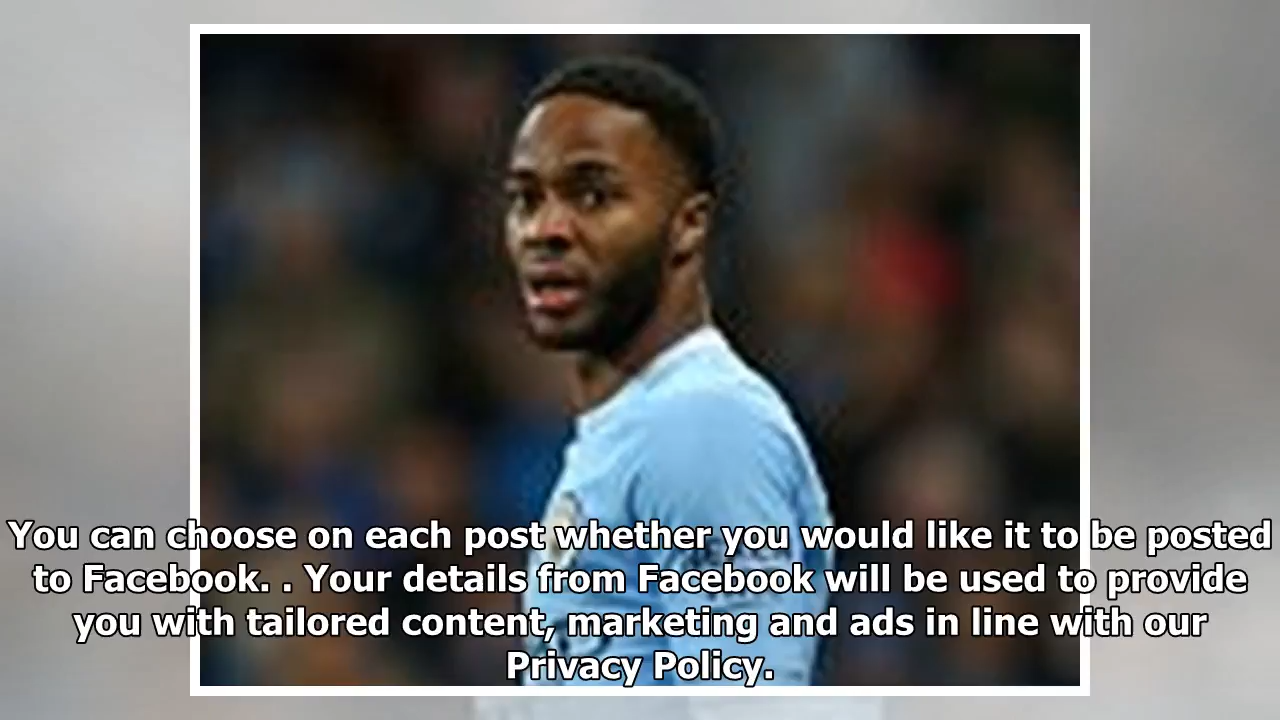 You can choose on each post whether you would like it to be posted
to Facebook. . Your details from Facebook will be used to provide
you with tailored content, marketing and ads in line with our
Privacy Policy.